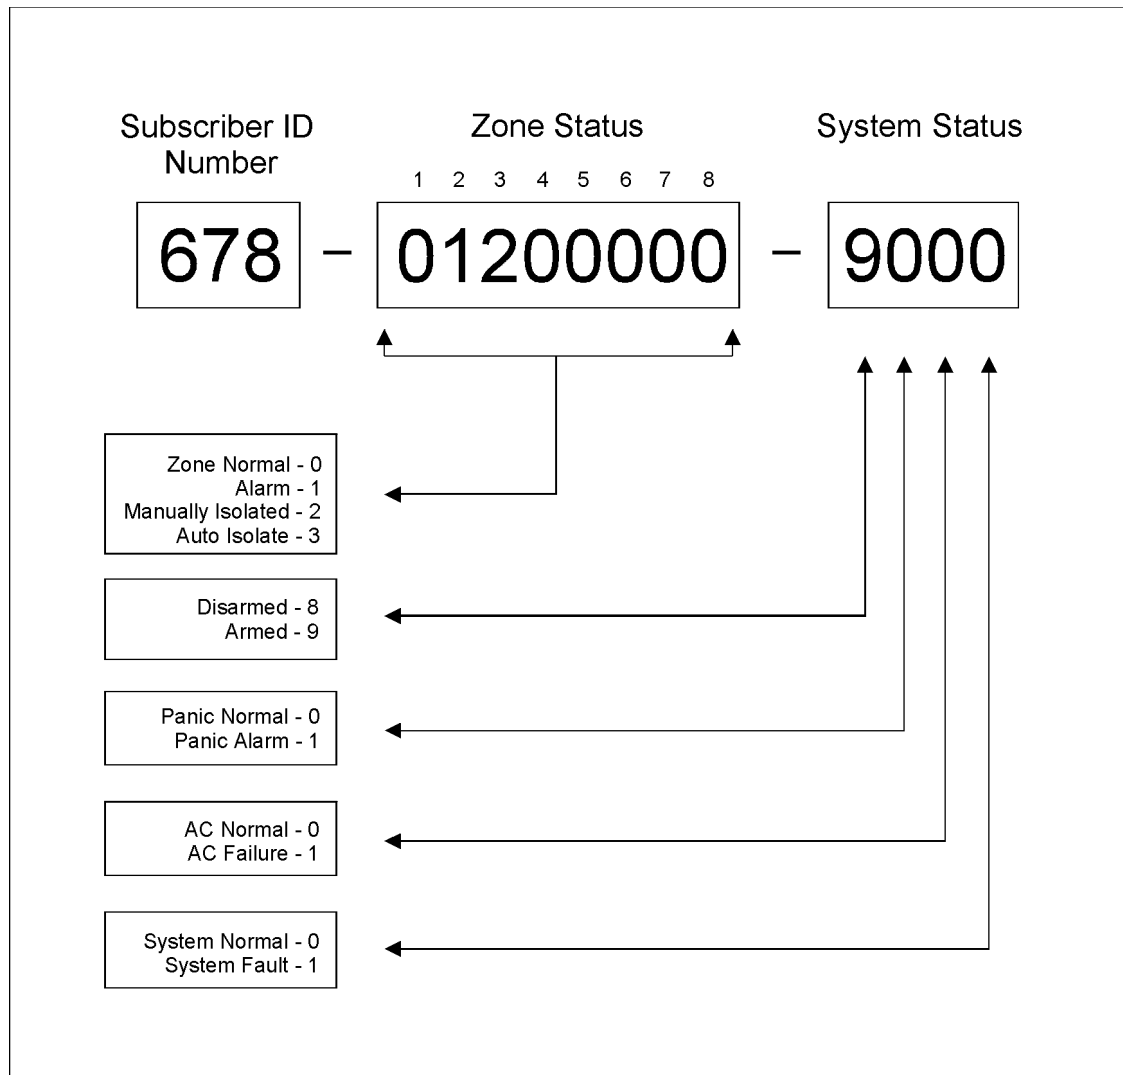 Subscriber ID Number
Zone Status
System Status
1 2 3 4 5 6 7 8
678 – 01200000 – 9000
Zone Normal - 0
Alarm - 1
Manually Isolated - 2
Auto Isolate - 3
Disarmed - 8
Armed - 9
Panic Normal - 0
Panic Alarm - 1
AC Normal - 0
AC Failure - 1
System Normal - 0
System Fault - 1